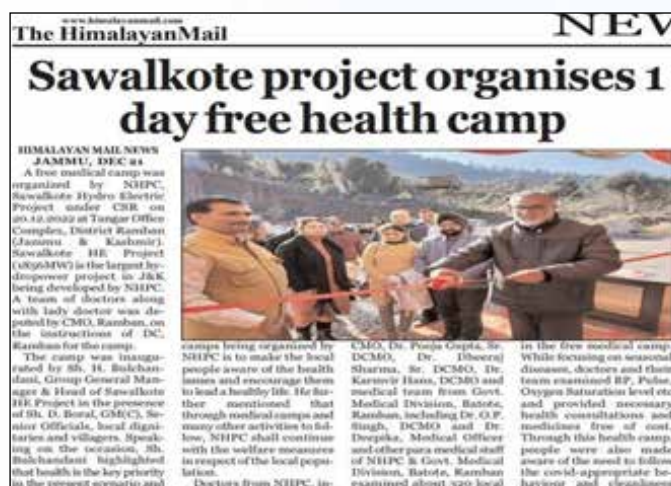 www.himalayanmail.com
The HimalayanMail
NEW
Sawalkote project organises 1
day free health camp
HIMALAYAN MAIL NEWS
JAMMU, DEC 21
A free medical camp was
organized by NHPC,
Sawalkote Hydro Electric
Project under CSR on
20.12.2022 at Tangar Office
Complex, District Ramban
(Jammu & Kashmir).
Sawalkote HE Project
(1856MW) is the largest hy-
dropower project in J&K
being developed by NHPC.
A team of doctors along
with lady doctor was de-
puted by CMO, Ramban, on
the instructions of DC,
Ramban for the camp.
The camp was inaugu-
rated by Sh. H. Bulchan-
dani, Group General Man-
ager & Head of Sawalkote
HE Project in the presence
of Sh. D. Boral, GM(C), Se-
nior Officials, local digni-
taries and villagers. Speak-
ing on the occasion, Sh.
Bulchandani highlighted
that health is the key priority
in the present scenario and
camps being organized by
NHPC is to make the local
people aware of the health
issues and encourage them
to lead a healthy life. He fur-
ther mentioned that
through medical camps and
many other activities to fol-
low, NHPC shall continue
with the welfare measures
in respect of the local popu-
lation.
Doctors from NHPC, in-
CMO, Dr. Pooja Gupta, Sr.
DCMO, Dr. Dheeraj
Sharma, Sr. DCMO, Dr.
Karnvir Hans, DCMO and
medical team from Govt.
Medical Division, Batote,
Ramban, including Dr. O.P.
Singh, DCMO and Dr.
Deepika, Medical Officer
and other para medical staff
of NHPC & Govt. Medical
Division, Batote, Ramban
examined about 320 local
in the free medical camp.
While focusing on seasonal
diseases, doctors and their
team examined BP, Pulse
Oxygen Saturation level etc
and provided necessary
health consultations and
medicines free of cost.
Through this health camp,
people were also made
aware of the need to follow
the covid-appropriate be-
haviour and cleanliness